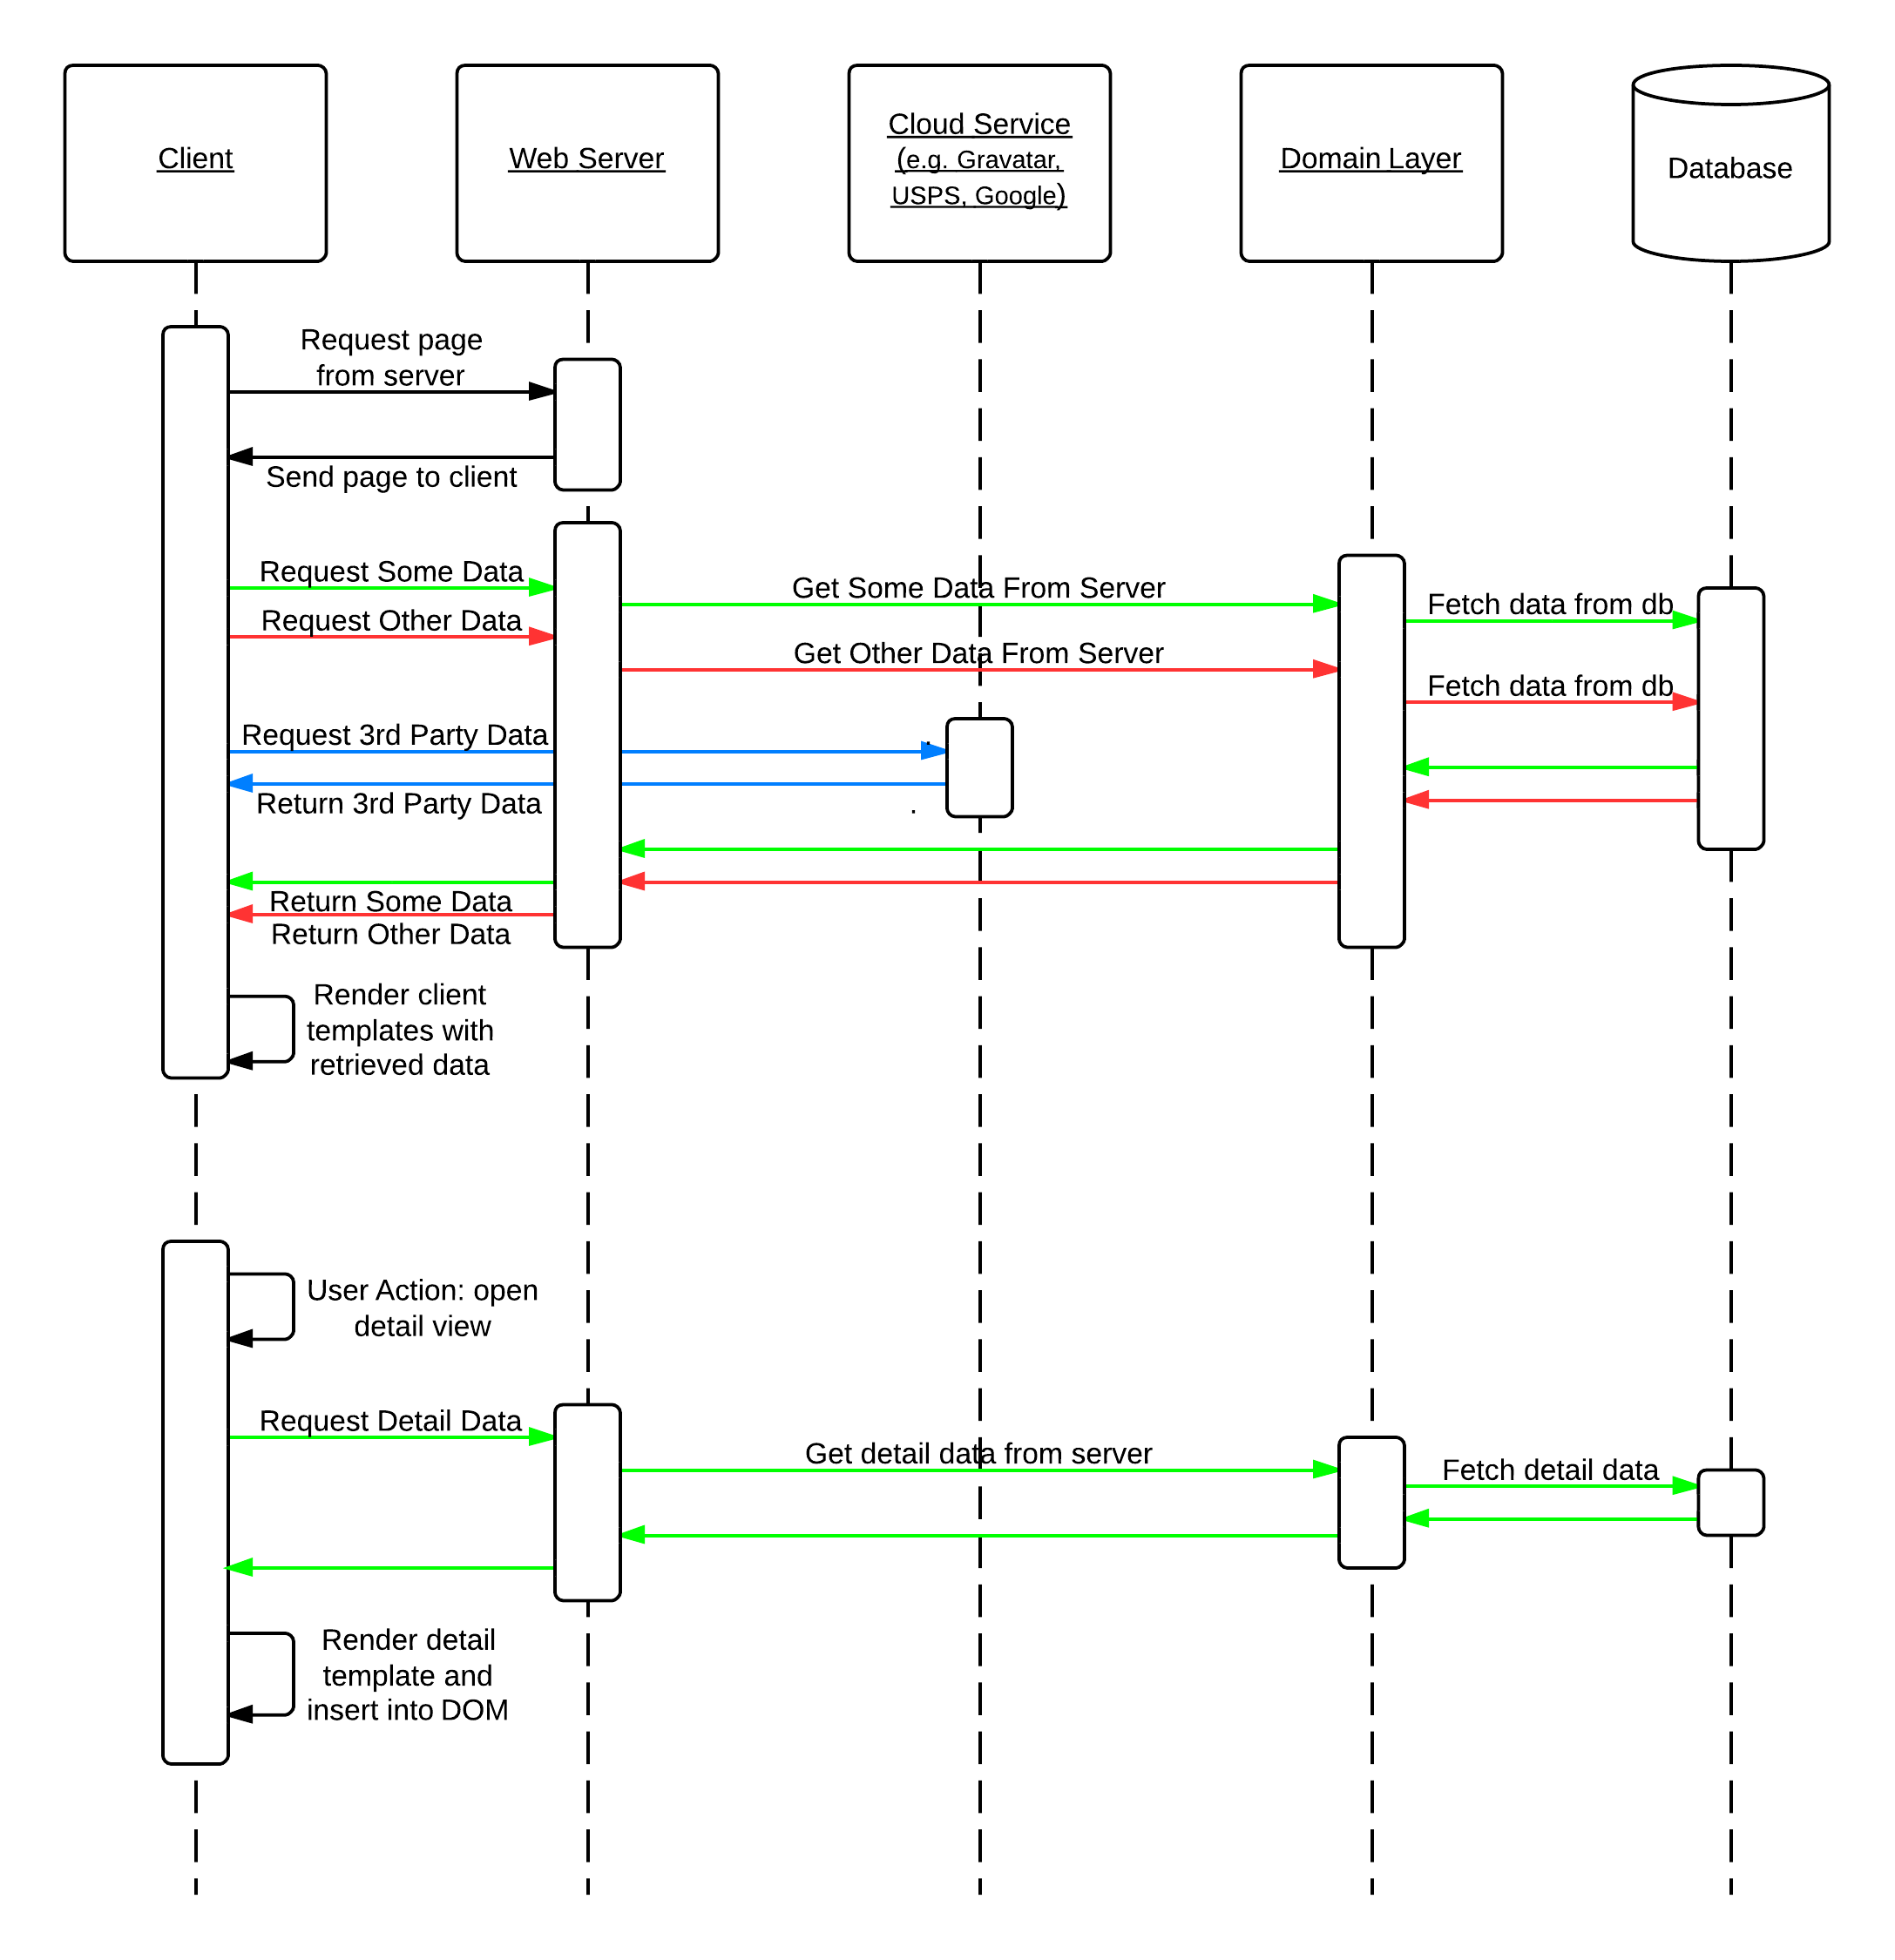 Client
Web Server
Cloud Service
(e.g. Gravatar,
USPS, Google)
Domain Layer
Database
Request page
from server
Send page to client
Request Some Data
Get Some Data From Server
Fetch data from db
Request Other Data
Get Other Data From Server
Fetch data from db
Request 3rd Party Data
.
Return 3rd Party Data
.
Return Some Data
Return Other Data
Render client
templates with
retrieved data
User Action: open
detail view
Request Detail Data
Get detail data from server
Fetch detail data
Render detail
template and
insert into DOM